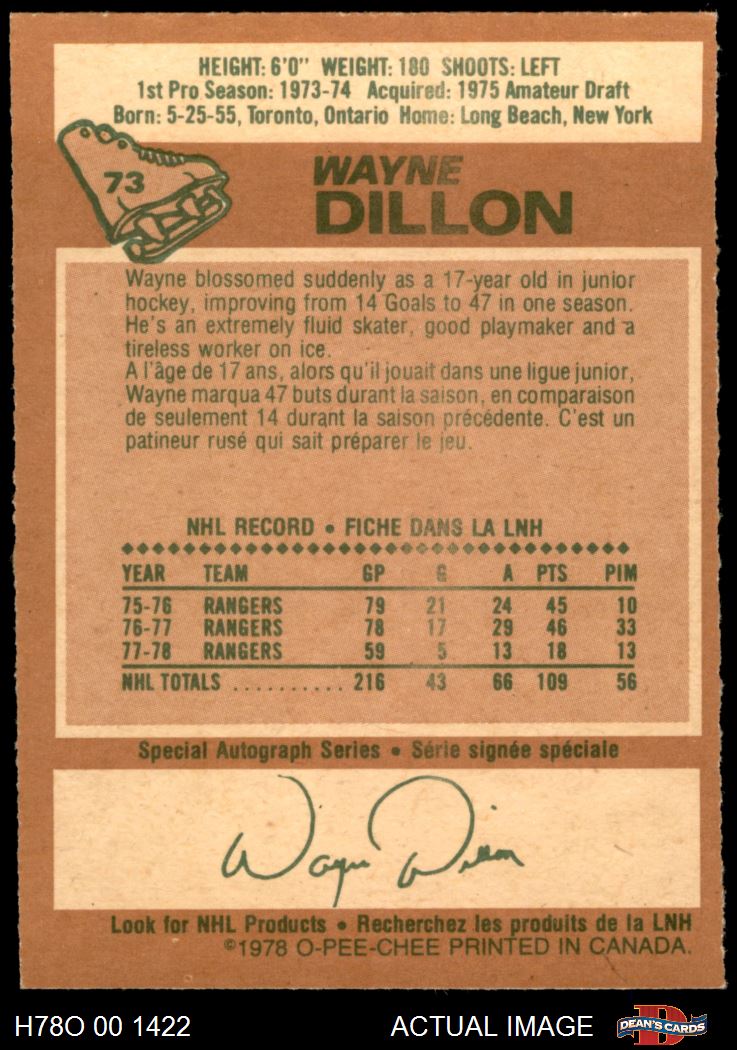 HEIGHT: 6'0" WEIGHT: 180 SHOOTS: LEFT
1st Pro Season: 1973-74 Acquired: 1975 Amateur Draft
Born: 5-25-55, Toronto, Ontario Home: Long Beach, New York
73
WAYNE
DILLON
Wayne blossomed suddenly as a 17-year old in junior
hockey, improving from 14 Goals to 47 in one season.
He's an extremely fluid skater, good playmaker and a
tireless worker on ice.
A l'âge de 17 ans, alors qu'il jouait dans une ligue junior,
Wayne marqua 47 buts durant la saison, en comparaison
de seulement 14 durant la saison précédente. C'est un
patineur rusé qui sait préparer le jeu.
NHL RECORD • FICHE DANS LA LNH
YEAR TEAM GP G A PTS PIM
75-76 RANGERS 79 21 24 45 10
76-77 RANGERS 78 17 29 46 33
77-78 RANGERS 59 5 13 18 13
NHL TOTALS .......... 216 43 66 109 56
Special Autograph Series • Série signée spéciale
Wayne Dillon
Look for NHL Products • Recherchez les produits de la LNH
©1978 O-PEE-CHEE PRINTED IN CANADA.
H78O 00 1422 ACTUAL IMAGE D DEAN'S CARDS